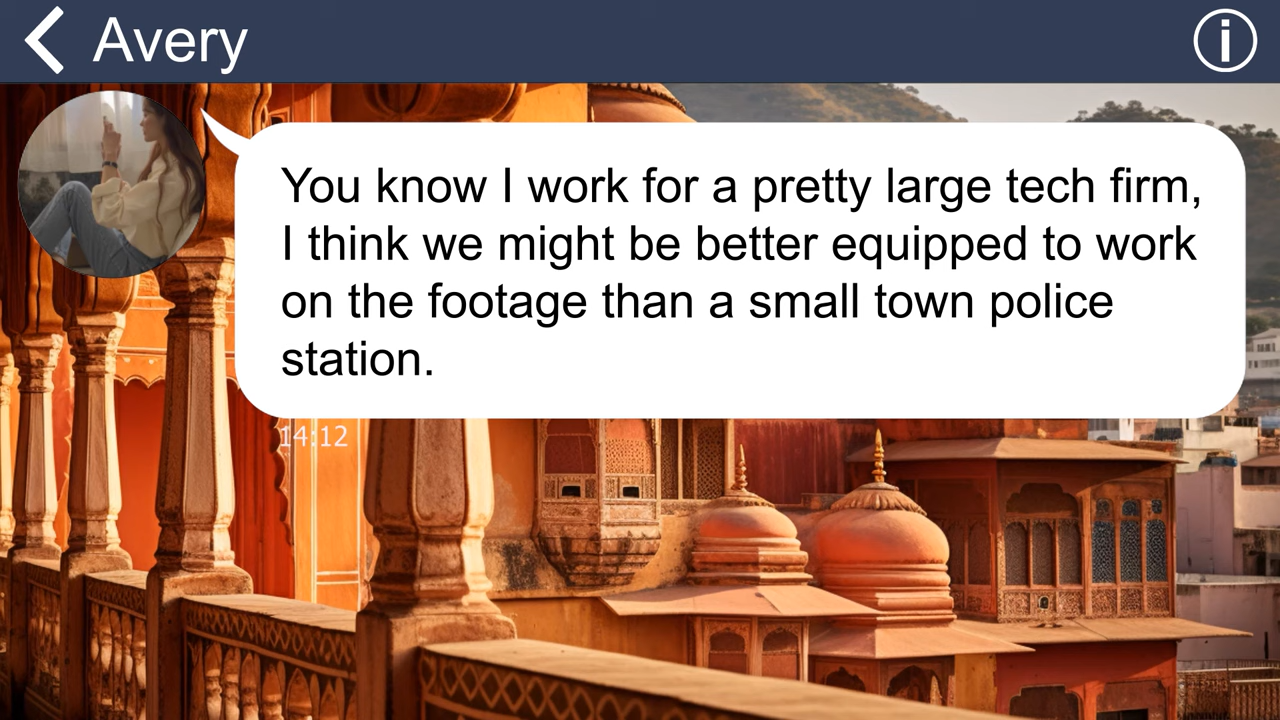 Avery
You know I work for a pretty large tech firm,
I think we might be better equipped to work
on the footage than a small town police
station.
14:12